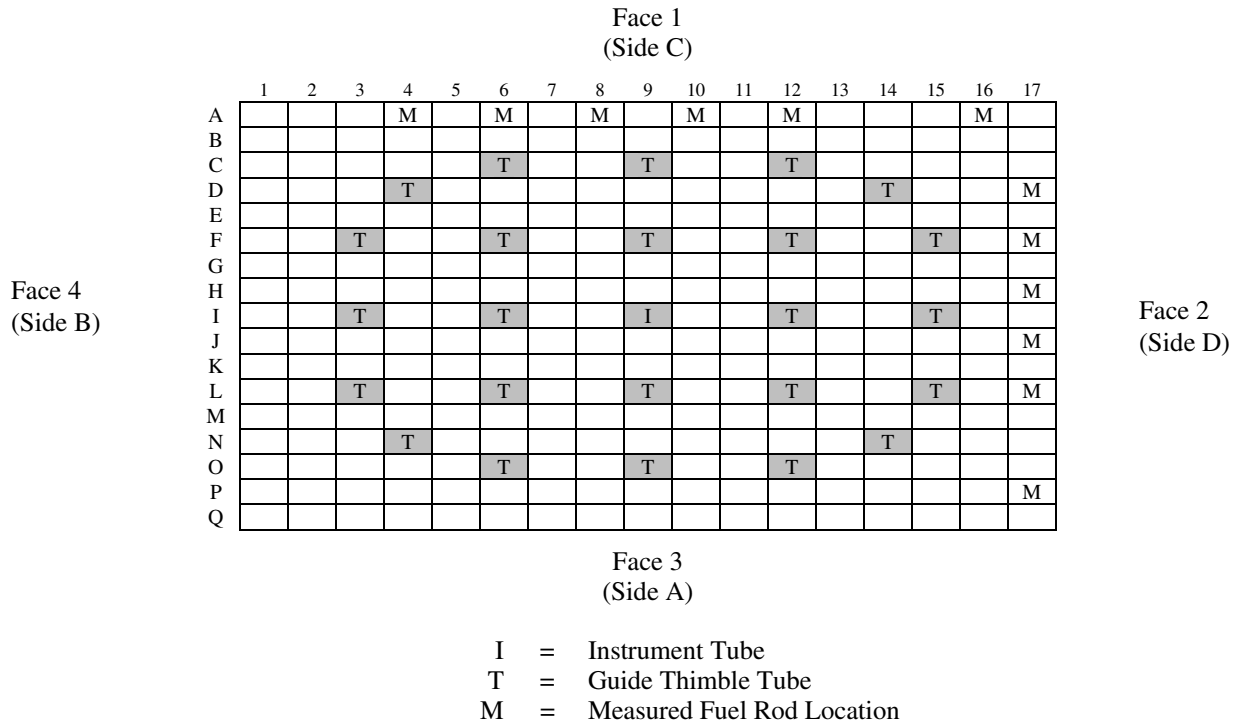 Face 1
(Side C)
1 2 3 4 5 6 7 8 9 10 11 12 13 14 15 16 17
A M M M M M M
B
C T T T
D T T M
E
F T T T T T M
G
H M
I T T I T T
J M
K
L T T T T T M
M
N T T
O T T T
P M
Q
Face 4
(Side B)
Face 2
(Side D)
Face 3
(Side A)
I = Instrument Tube
T = Guide Thimble Tube
M = Measured Fuel Rod Location